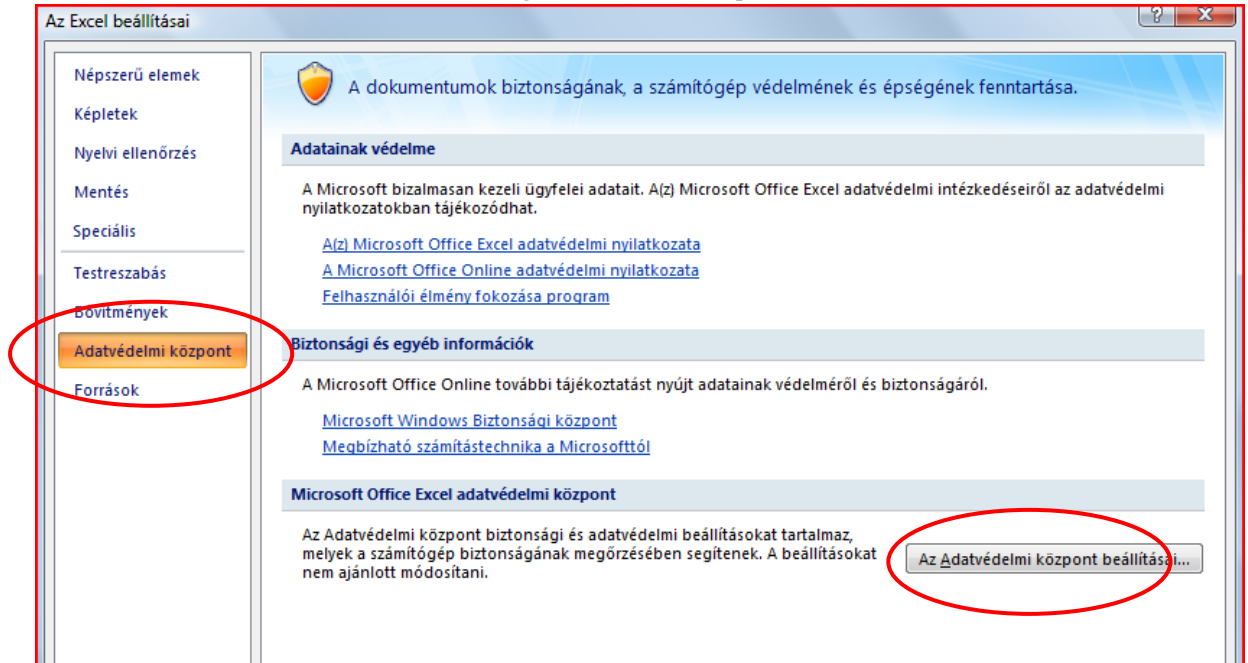 Az Excel beállításai
Népszerű elemek
Képletek
Nyelvi ellenőrzés
Mentés
Speciális
Testreszabás
Bővítmények
Adatvédelmi központ
Források
A dokumentumok biztonságának, a számítógép védelmének és épségének fenntartása.
Adatainak védelme
A Microsoft bizalmasan kezeli ügyfelei adatait. A(z) Microsoft Office Excel adatvédelmi intézkedéseiről az adatvédelmi
nyilatkozatokban tájékozódhat.
A(z) Microsoft Office Excel adatvédelmi nyilatkozata
A Microsoft Office Online adatvédelmi nyilatkozata
Felhasználói élmény fokozása program
Biztonsági és egyéb információk
A Microsoft Office Online további tájékoztatást nyújt adatainak védelméről és biztonságáról.
Microsoft Windows Biztonsági központ
Megbízható számítástechnika a Microsofttól
Microsoft Office Excel adatvédelmi központ
Az Adatvédelmi központ biztonsági és adatvédelmi beállításokat tartalmaz,
melyek a számítógép biztonságának megőrzésében segítenek. A beállításokat
nem ajánlott módosítani.
Az Adatvédelmi központ beállításai...